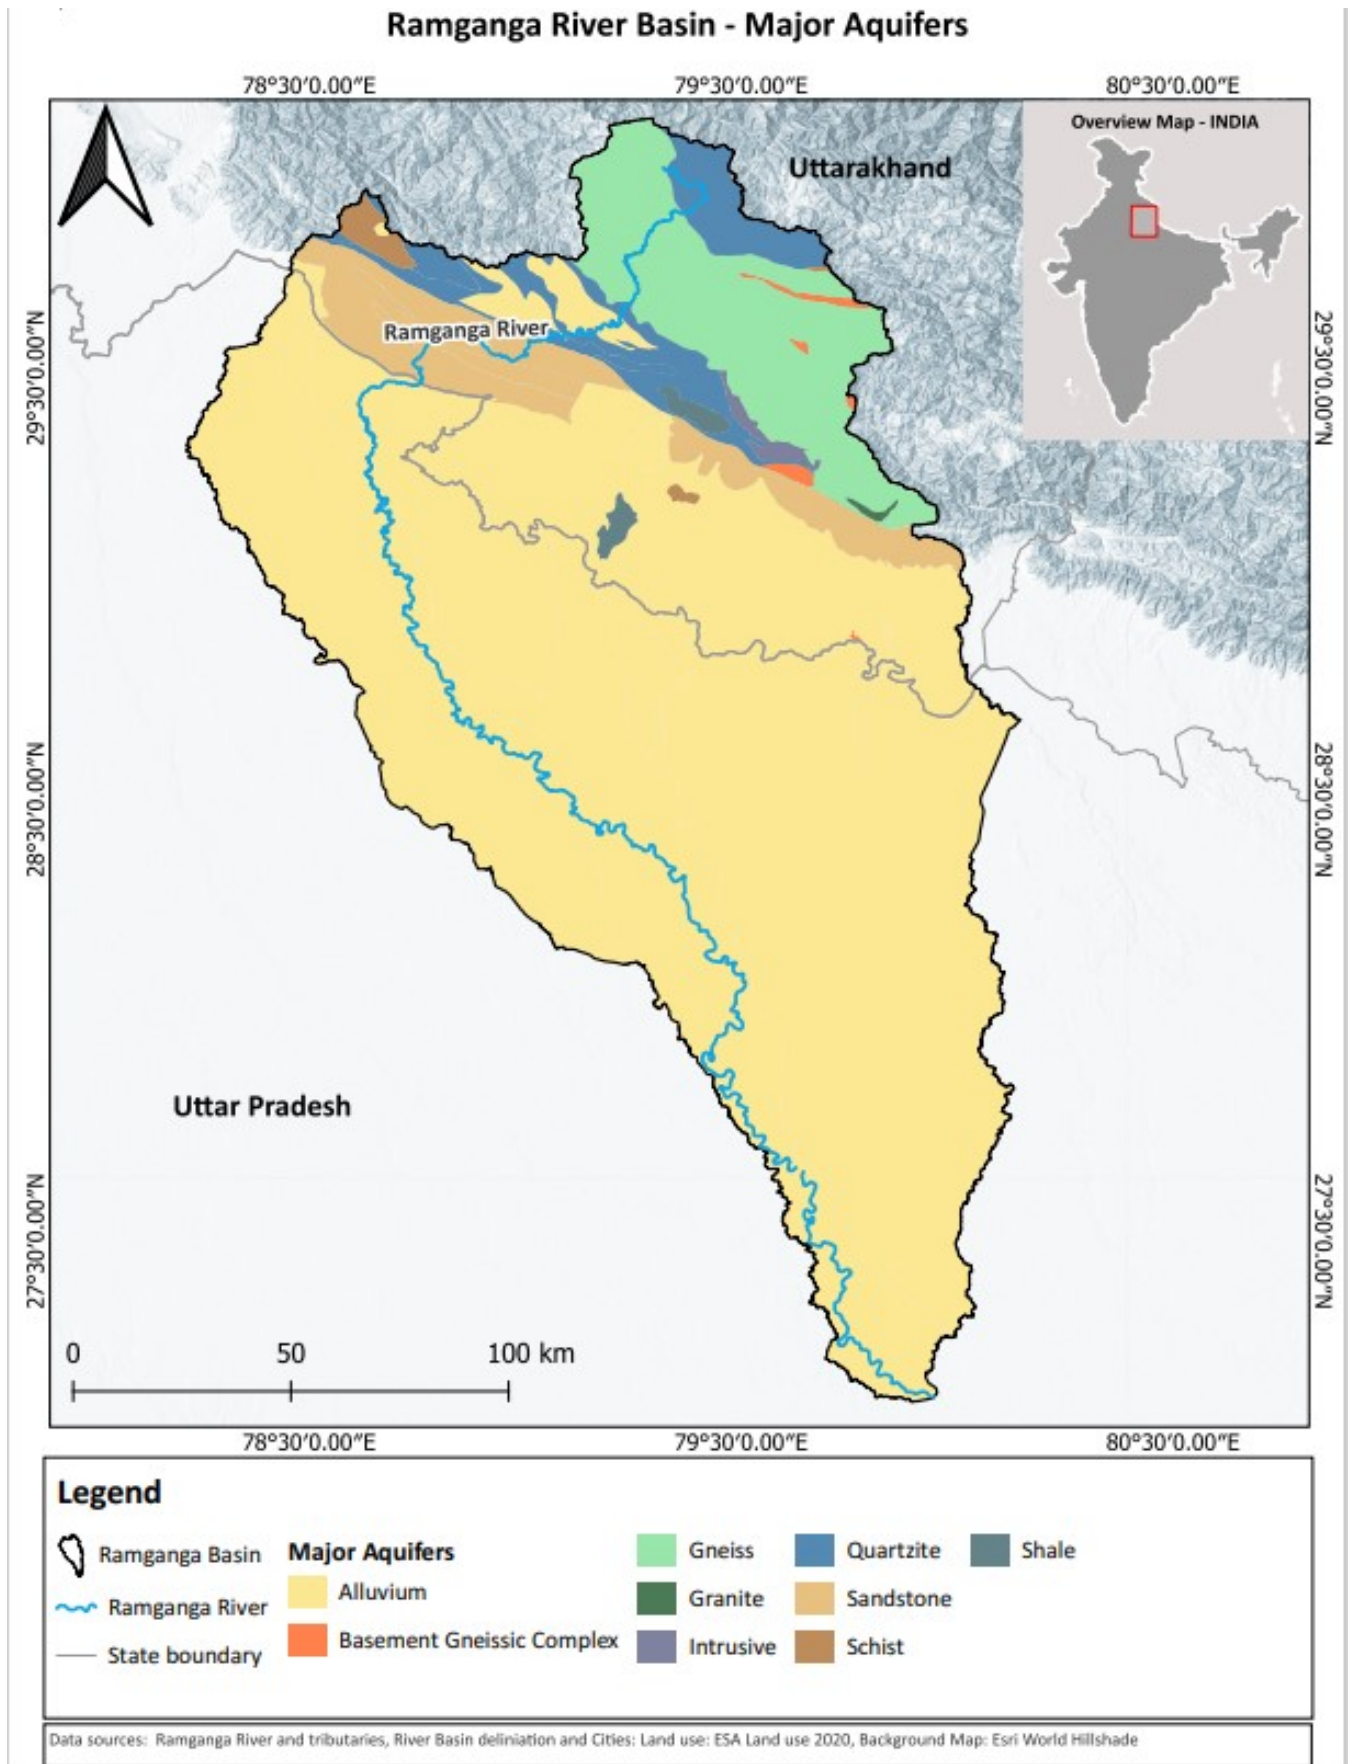 Ramganga River Basin - Major Aquifers
78°30'0.00"E 79°30'0.00"E 80°30'0.00"E
Overview Map - INDIA
Uttarakhand
29°30'0.00"N
29°30'0.00"N
Ramganga River
28°30'0.00"N
28°30'0.00"N
Uttar Pradesh
27°30'0.00"N
27°30'0.00"N
0 50 100 km
78°30'0.00"E 79°30'0.00"E 80°30'0.00"E
Legend
Ramganga Basin
Ramganga River
State boundary
Major Aquifers
Alluvium
Basement Gneissic Complex
Gneiss
Granite
Intrusive
Quartzite
Sandstone
Schist
Shale
Data sources: Ramganga River and tributaries, River Basin deliniation and Cities: Land use: ESA Land use 2020, Background Map: Esri World Hillshade